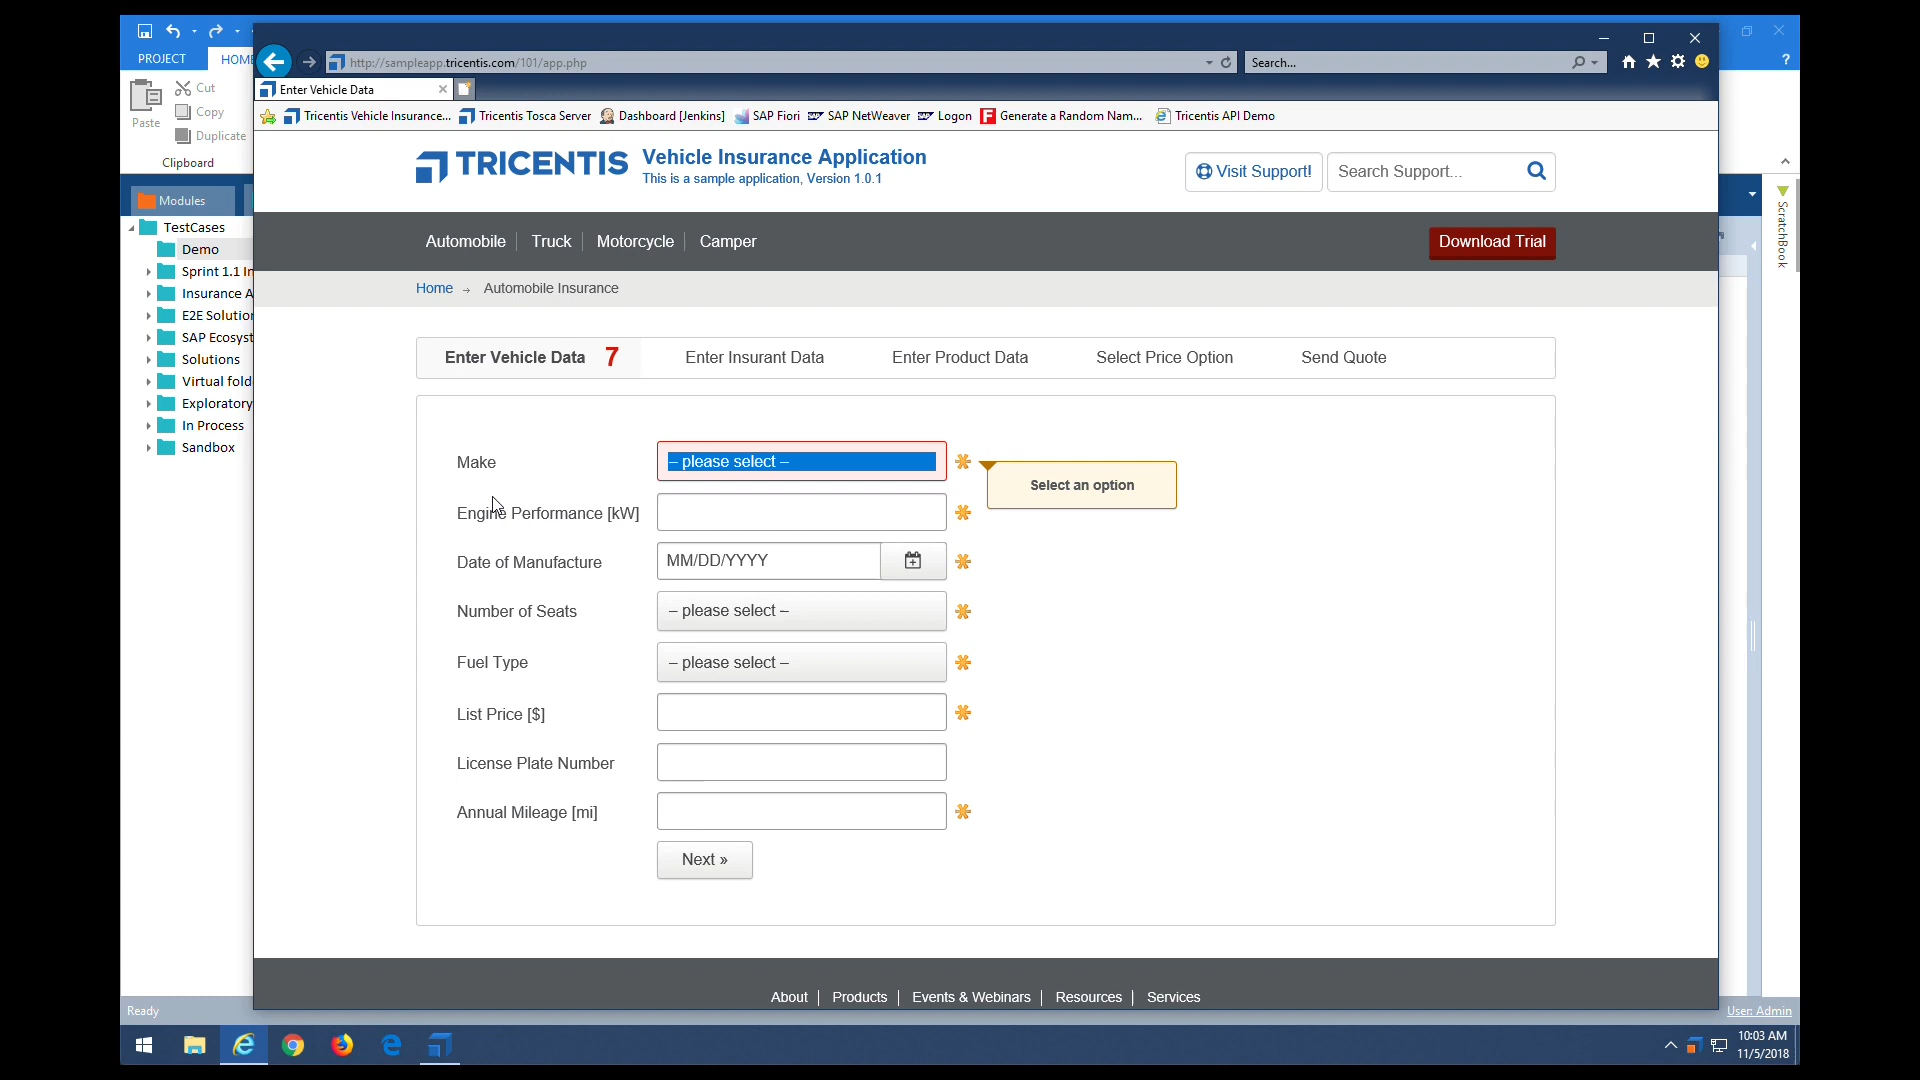 PROJECT
HOME
?
Paste
Cut
Copy
Duplicate
Clipboard
Modules
TestCases
Demo
Sprint 1.1 In
Insurance A
E2E Solution
SAP Ecosyst
Solutions
Virtual fold
Exploratory
In Process
Sandbox
ScratchBook
http://sampleapp.tricentis.com/101/app.php
Search...
Enter Vehicle Data
Tricentis Vehicle Insurance...
Tricentis Tosca Server
Dashboard [Jenkins]
SAP Fiori
SAP NetWeaver
Logon
Generate a Random Nam...
Tricentis API Demo
TRICENTIS
Vehicle Insurance Application
This is a sample application, Version 1.0.1
Visit Support!
Search Support...
Automobile
Truck
Motorcycle
Camper
Download Trial
Home → Automobile Insurance
Enter Vehicle Data 7
Enter Insurant Data
Enter Product Data
Select Price Option
Send Quote
Make
– please select –
Select an option
Engine Performance [kW]
Date of Manufacture
MM/DD/YYYY
Number of Seats
– please select –
Fuel Type
– please select –
List Price [$]
License Plate Number
Annual Mileage [mi]
Next »
About
Products
Events & Webinars
Resources
Services
Ready
User: Admin
10:03 AM
11/5/2018